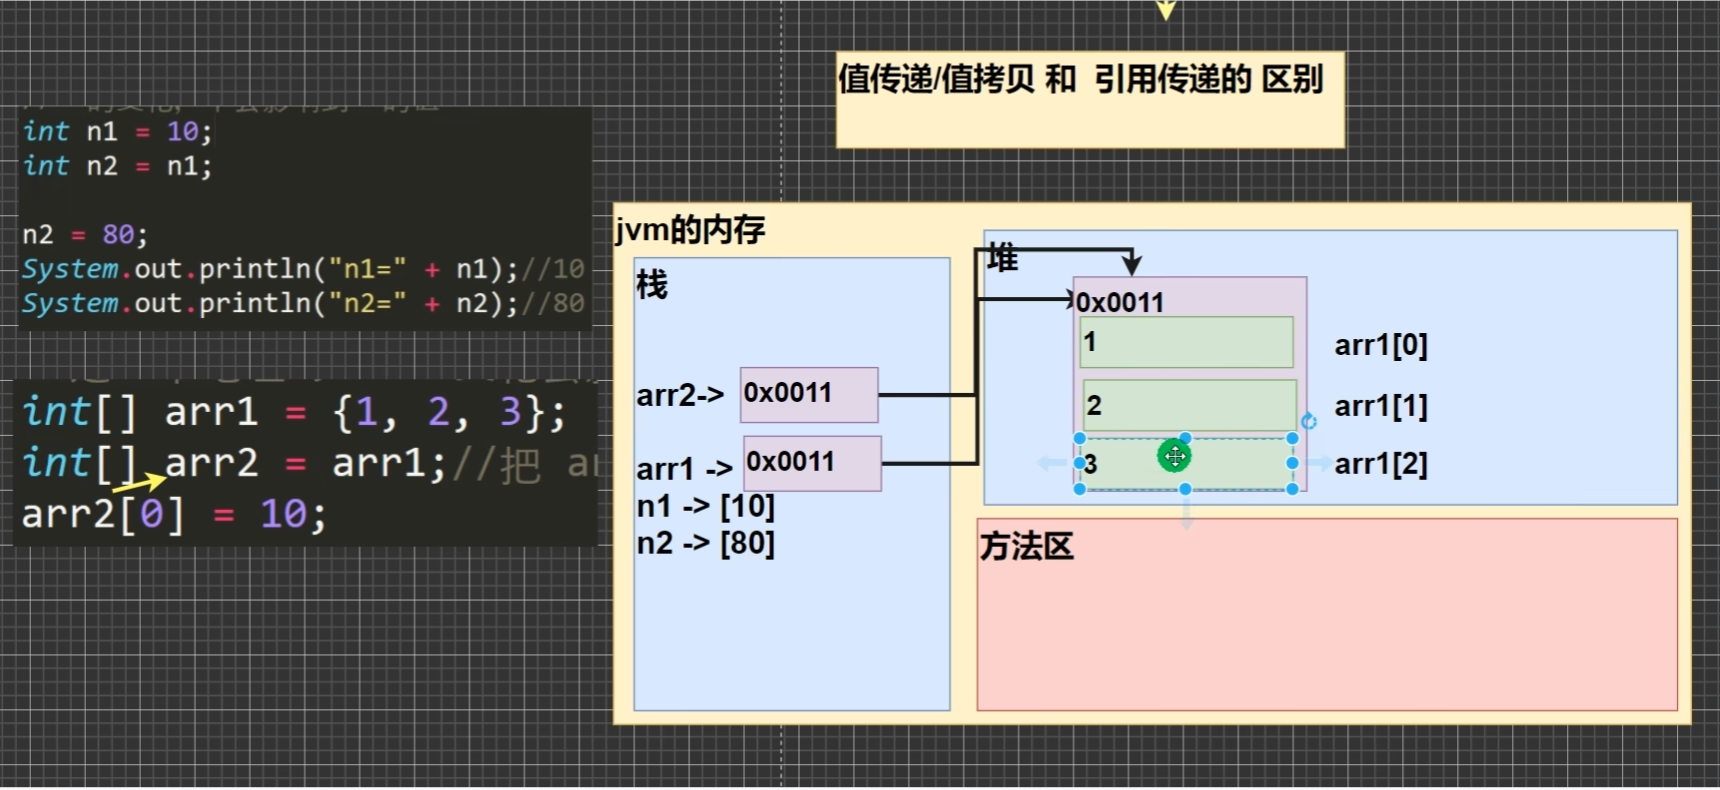 值传递/值拷贝 和 引用传递的 区别
int n1 = 10;
int n2 = n1;
n2 = 80;
System.out.println("n1=" + n1);//10
System.out.println("n2=" + n2);//80
int[] arr1 = {1, 2, 3};
int[] arr2 = arr1;//把
arr2[0] = 10;
jvm的内存
栈
arr2-> 0x0011
arr1 -> 0x0011
n1 -> [10]
n2 -> [80]
堆
0x0011
1 arr1[0]
2 arr1[1]
3 arr1[2]
方法区